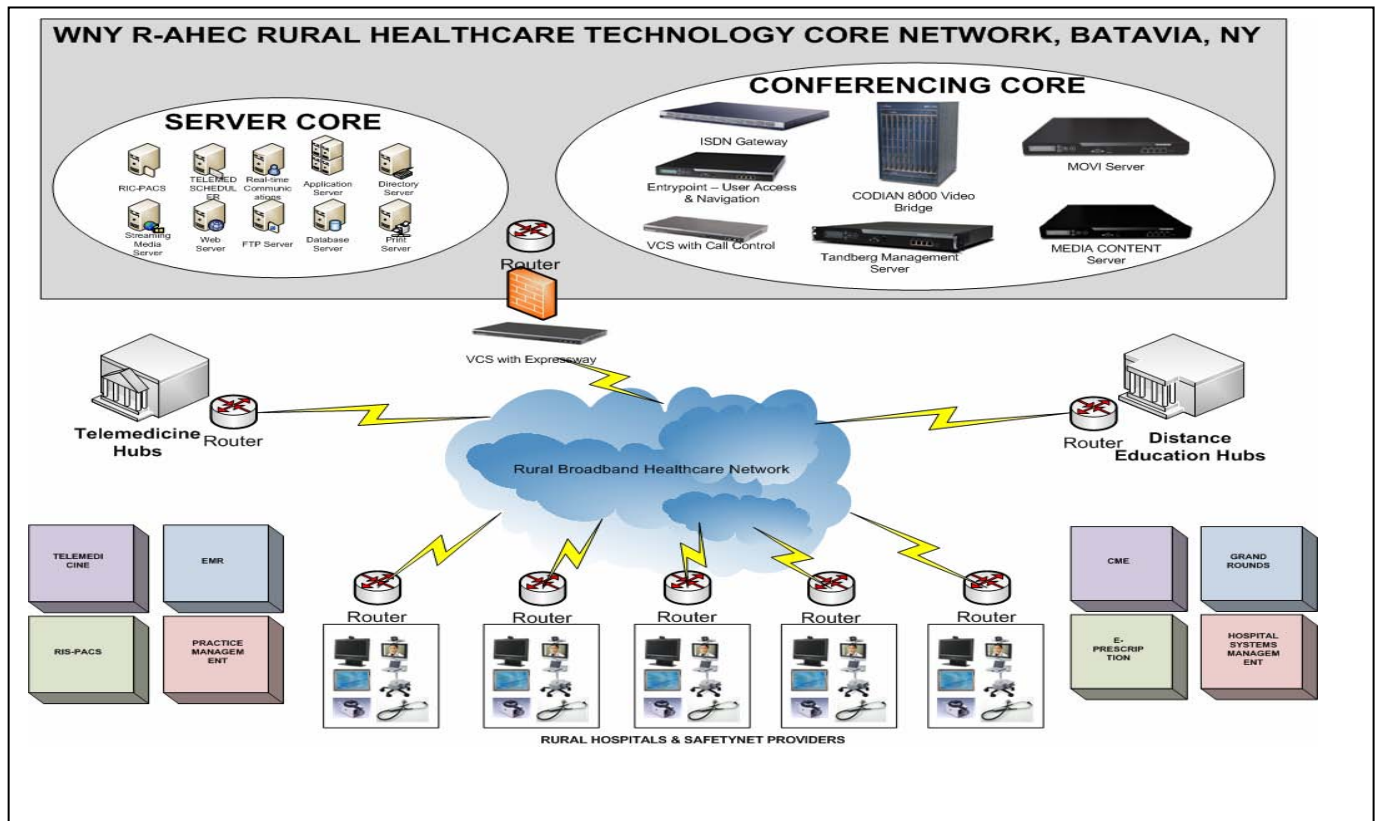 WNY R-AHEC RURAL HEALTHCARE TECHNOLOGY CORE NETWORK, BATAVIA, NY
SERVER CORE
RIC-PACS
TELEMED
SCHEDUL
ER
Real-time
Communic
ations
Application
Server
Directory
Server
Streaming
Media
Server
Web
Server
FTP Server
Database
Server
Print
Server
CONFERENCING CORE
ISDN Gateway
Entrypoint – User Access
& Navigation
VCS with Call Control
CODIAN 8000 Video
Bridge
Tandberg Management
Server
MOVI Server
MEDIA CONTENT
Server
Router
VCS with Expressway
Telemedicine
Hubs
Router
Router
Distance
Education Hubs
Rural Broadband Healthcare Network
TELEMEDI
CINE
EMR
RIS-PACS
PRACTICE
MANAGEM
ENT
Router
Router
Router
Router
Router
CME
GRAND
ROUNDS
E-
PRESCRIP
TION
HOSPITAL
SYSTEMS
MANAGEM
ENT
RURAL HOSPITALS & SAFETYNET PROVIDERS